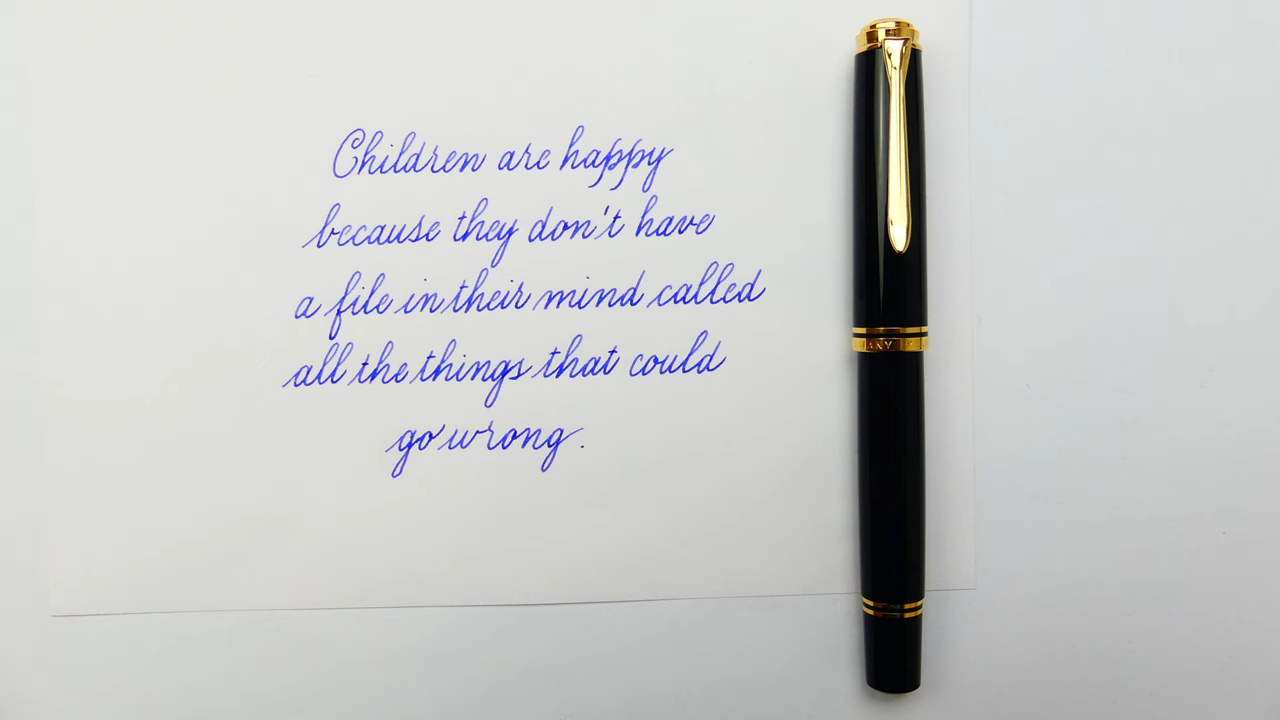 Children are happy
because they don't have
a file in their mind called
all the things that could
go wrong.
ANY